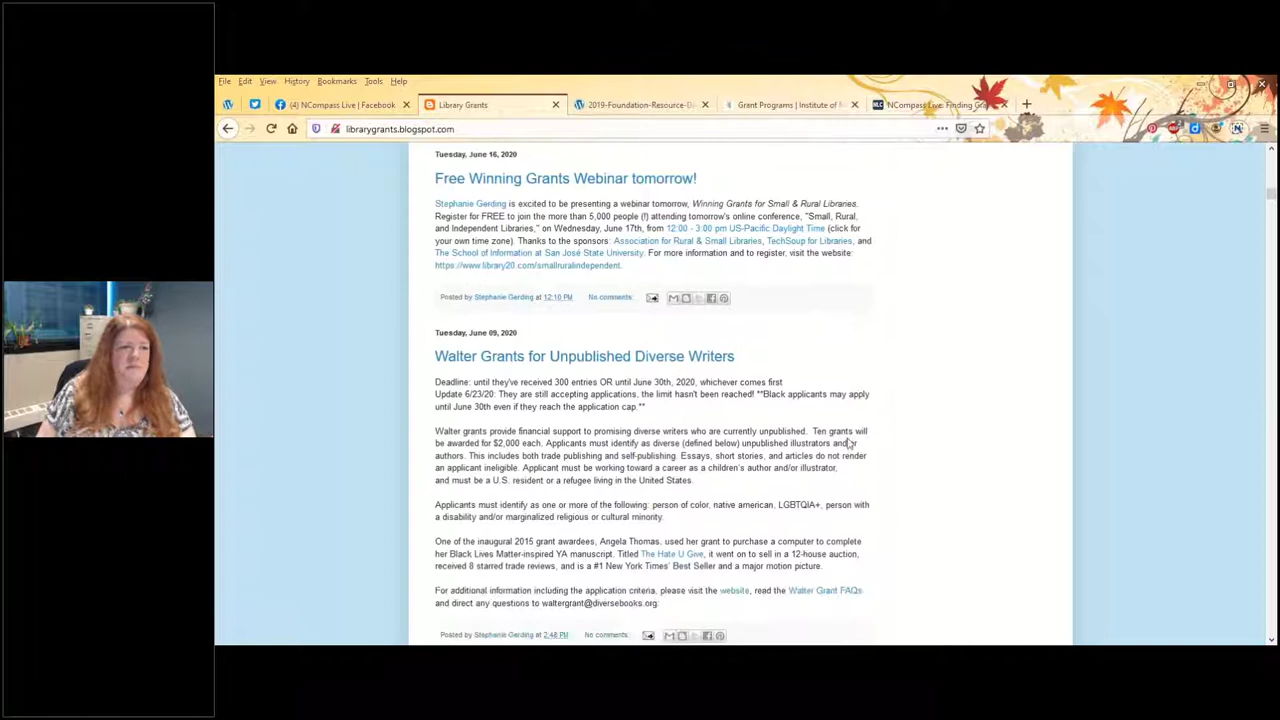 File Edit View History Bookmarks Tools Help
(4) NCompass Live | Facebook
Library Grants
2019-Foundation-Resource-Da
Grant Programs | Institute of M
NCompass Live: Finding Gra
librarygrants.blogspot.com
Tuesday, June 16, 2020
Free Winning Grants Webinar tomorrow!
Stephanie Gerding is excited to be presenting a webinar tomorrow, Winning Grants for Small & Rural Libraries.
Register for FREE to join the more than 5,000 people (!) attending tomorrow's online conference, "Small, Rural,
and Independent Libraries," on Wednesday, June 17th, from 12:00 - 3:00 pm US-Pacific Daylight Time (click for
your own time zone). Thanks to the sponsors: Association for Rural & Small Libraries, TechSoup for Libraries, and
The School of Information at San José State University. For more information and to register, visit the website:
https://www.library20.com/smallruralindependent.
Posted by Stephanie Gerding at 12:10 PM No comments:
Tuesday, June 09, 2020
Walter Grants for Unpublished Diverse Writers
Deadline: until they've received 300 entries OR until June 30th, 2020, whichever comes first
Update 6/23/20: They are still accepting applications, the limit hasn't been reached! **Black applicants may apply
until June 30th even if they reach the application cap.**
Walter grants provide financial support to promising diverse writers who are currently unpublished. Ten grants will
be awarded for $2,000 each. Applicants must identify as diverse (defined below) unpublished illustrators and/or
authors. This includes both trade publishing and self-publishing. Essays, short stories, and articles do not render
an applicant ineligible. Applicant must be working toward a career as a children's author and/or illustrator,
and must be a U.S. resident or a refugee living in the United States.
Applicants must identify as one or more of the following: person of color, native american, LGBTQIA+, person with
a disability and/or marginalized religious or cultural minority.
One of the inaugural 2015 grant awardees, Angela Thomas, used her grant to purchase a computer to complete
her Black Lives Matter-inspired YA manuscript. Titled The Hate U Give, it went on to sell in a 12-house auction,
received 8 starred trade reviews, and is a #1 New York Times' Best Seller and a major motion picture.
For additional information including the application criteria, please visit the website, read the Walter Grant FAQs
and direct any questions to waltergrant@diversebooks.org.
Posted by Stephanie Gerding at 2:48 PM No comments: